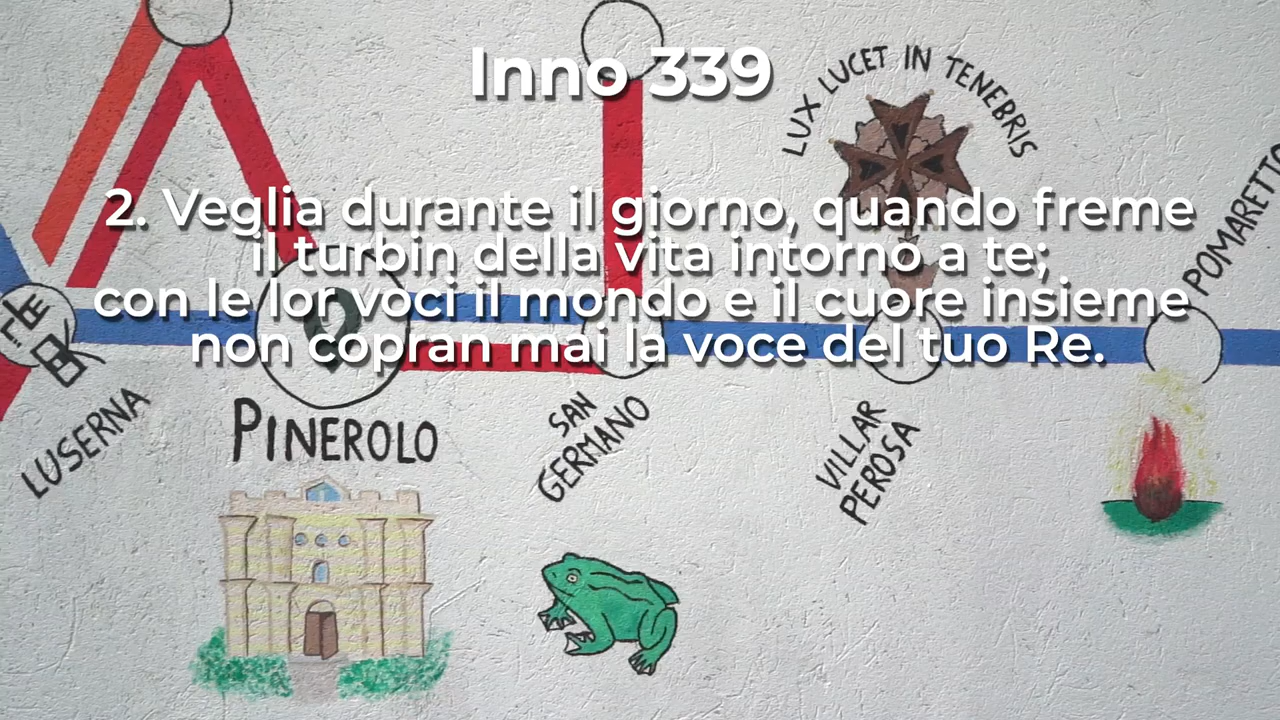 Inno 339
LUX LUCET IN TENEBRIS
2. Veglia durante il giorno, quando freme
il turbin della vita intorno a te;
con le lor voci il mondo e il cuore insieme
non copran mai la voce del tuo Re.
POMARETTO
LUSERNA
PINEROLO
SAN
GERMANO
VILLAR
PEROSA